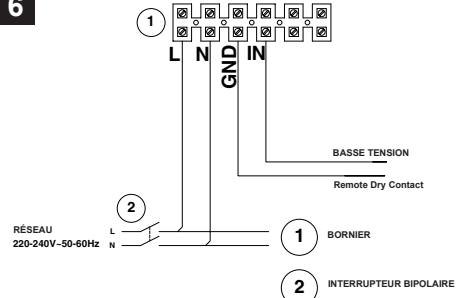 6
1
L N GND IN
BASSE TENSION
Remote Dry Contact
2
RÉSEAU L
220-240V~50-60Hz N
1 BORNIER
2 INTERRUPTEUR BIPOLAIRE